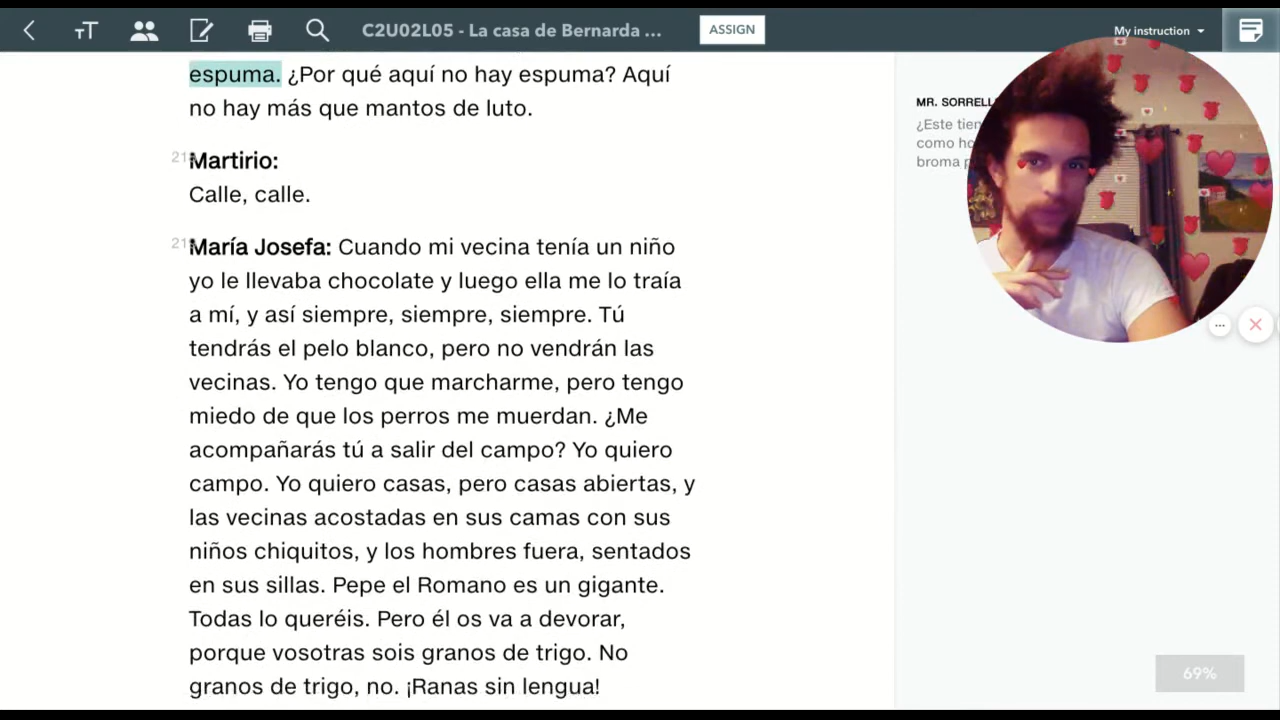 C2U02L05 - La casa de Bernarda ...
ASSIGN
My instruction
espuma. ¿Por qué aquí no hay espuma? Aquí
no hay más que mantos de luto.
Martirio:
Calle, calle.
María Josefa: Cuando mi vecina tenía un niño
yo le llevaba chocolate y luego ella me lo traía
a mí, y así siempre, siempre, siempre. Tú
tendrás el pelo blanco, pero no vendrán las
vecinas. Yo tengo que marcharme, pero tengo
miedo de que los perros me muerdan. ¿Me
acompañarás tú a salir del campo? Yo quiero
campo. Yo quiero casas, pero casas abiertas, y
las vecinas acostadas en sus camas con sus
niños chiquitos, y los hombres fuera, sentados
en sus sillas. Pepe el Romano es un gigante.
Todas lo queréis. Pero él os va a devorar,
porque vosotras sois granos de trigo. No
granos de trigo, no. ¡Ranas sin lengua!
MR.
¿Este
como
broma
69%